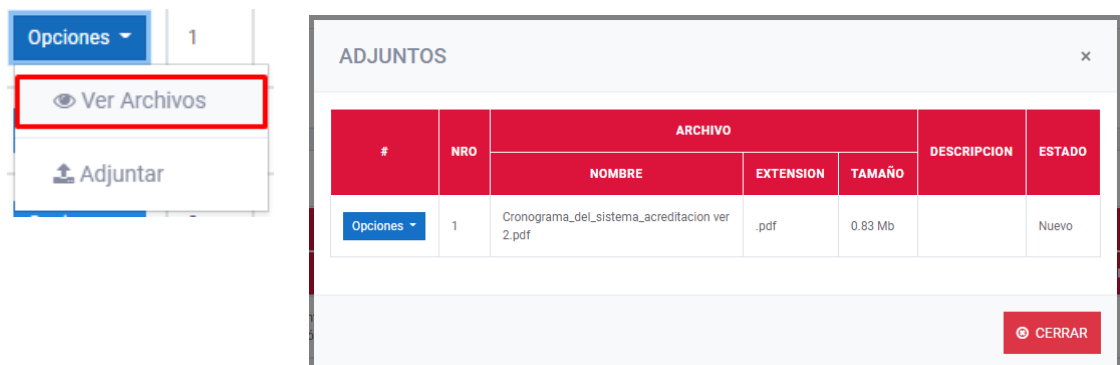 Opciones
1
Ver Archivos
Adjuntar
ADJUNTOS
×
#
NRO
ARCHIVO
NOMBRE
EXTENSION
TAMAÑO
DESCRIPCION
ESTADO
Opciones
1
Cronograma_del_sistema_acreditacion ver
2.pdf
.pdf
0.83 Mb
Nuevo
CERRAR